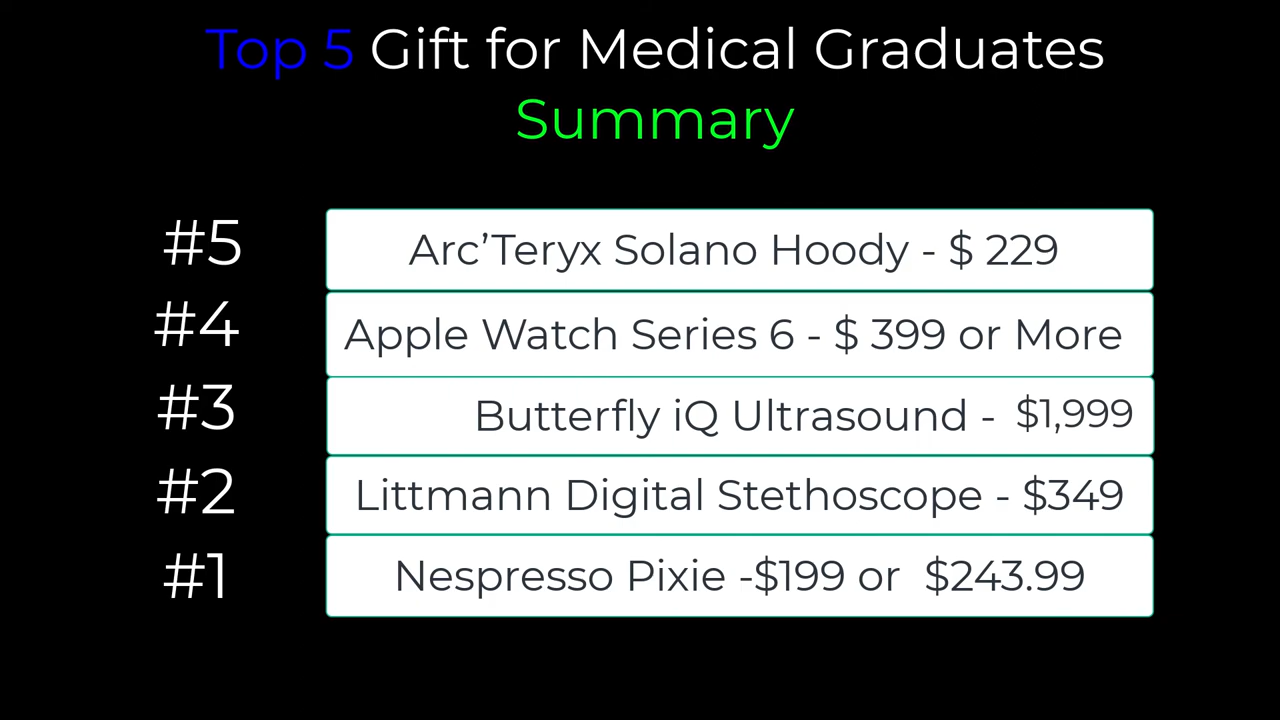 Top 5 Gift for Medical Graduates
Summary
#5 Arc’Teryx Solano Hoody - $ 229
#4 Apple Watch Series 6 - $ 399 or More
#3 Butterfly iQ Ultrasound - $1,999
#2 Littmann Digital Stethoscope - $349
#1 Nespresso Pixie -$199 or $243.99